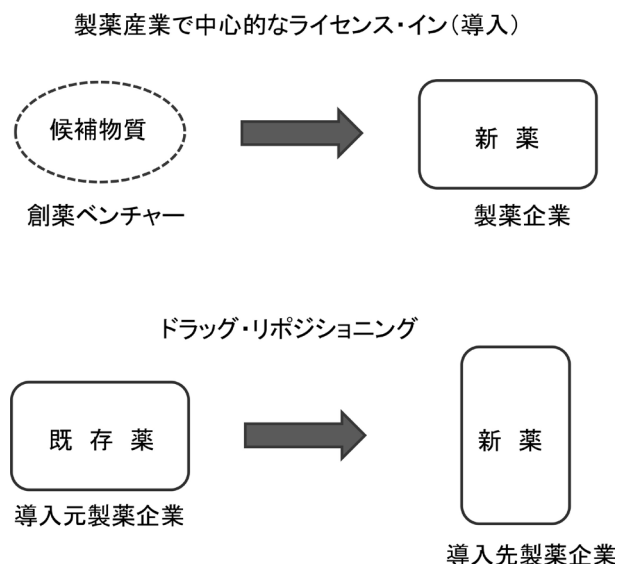 製薬産業で中心的なライセンス・イン(導入)
候補物質
新 薬
創薬ベンチャー
製薬企業
ドラッグ・リポジショニング
既 存 薬
新 薬
導入元製薬企業
導入先製薬企業